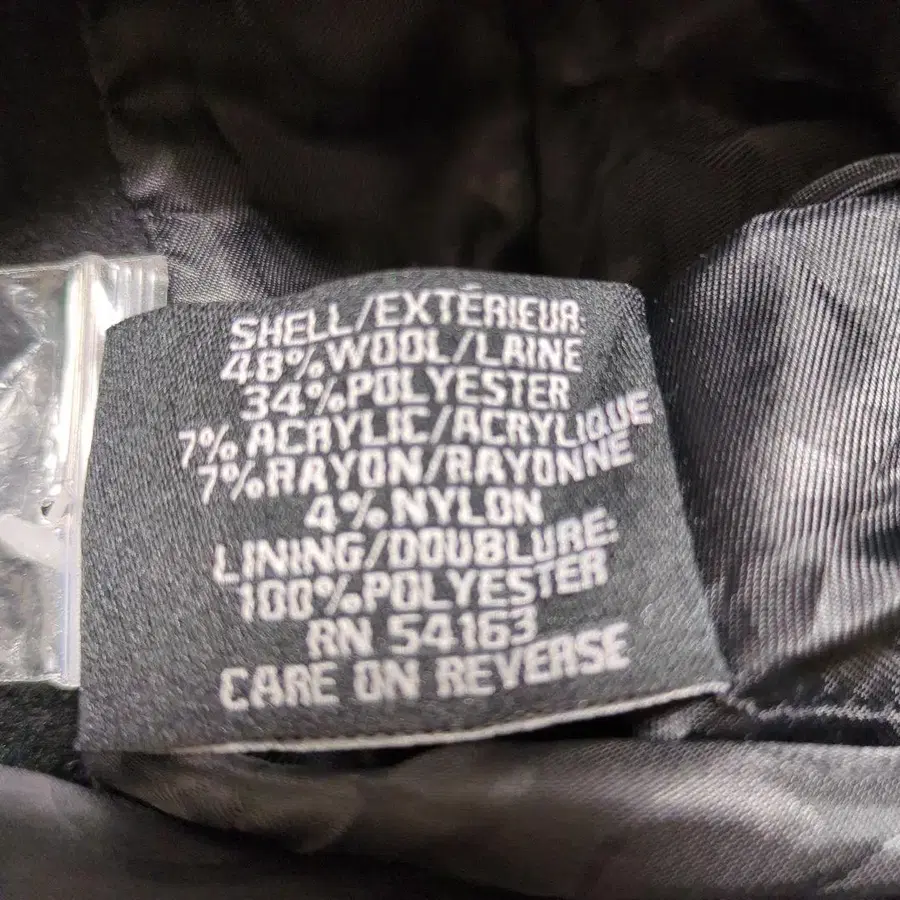 SHELL/EXTÉRIEUR:
48% WOOL/LAINE
34% POLYESTER
7% ACRYLIC/ACRYLIQUE
7% RAYON/RAYONNE
4% NYLON
LINING/DOUBLURE:
100% POLYESTER
RN 54163
CARE ON REVERSE